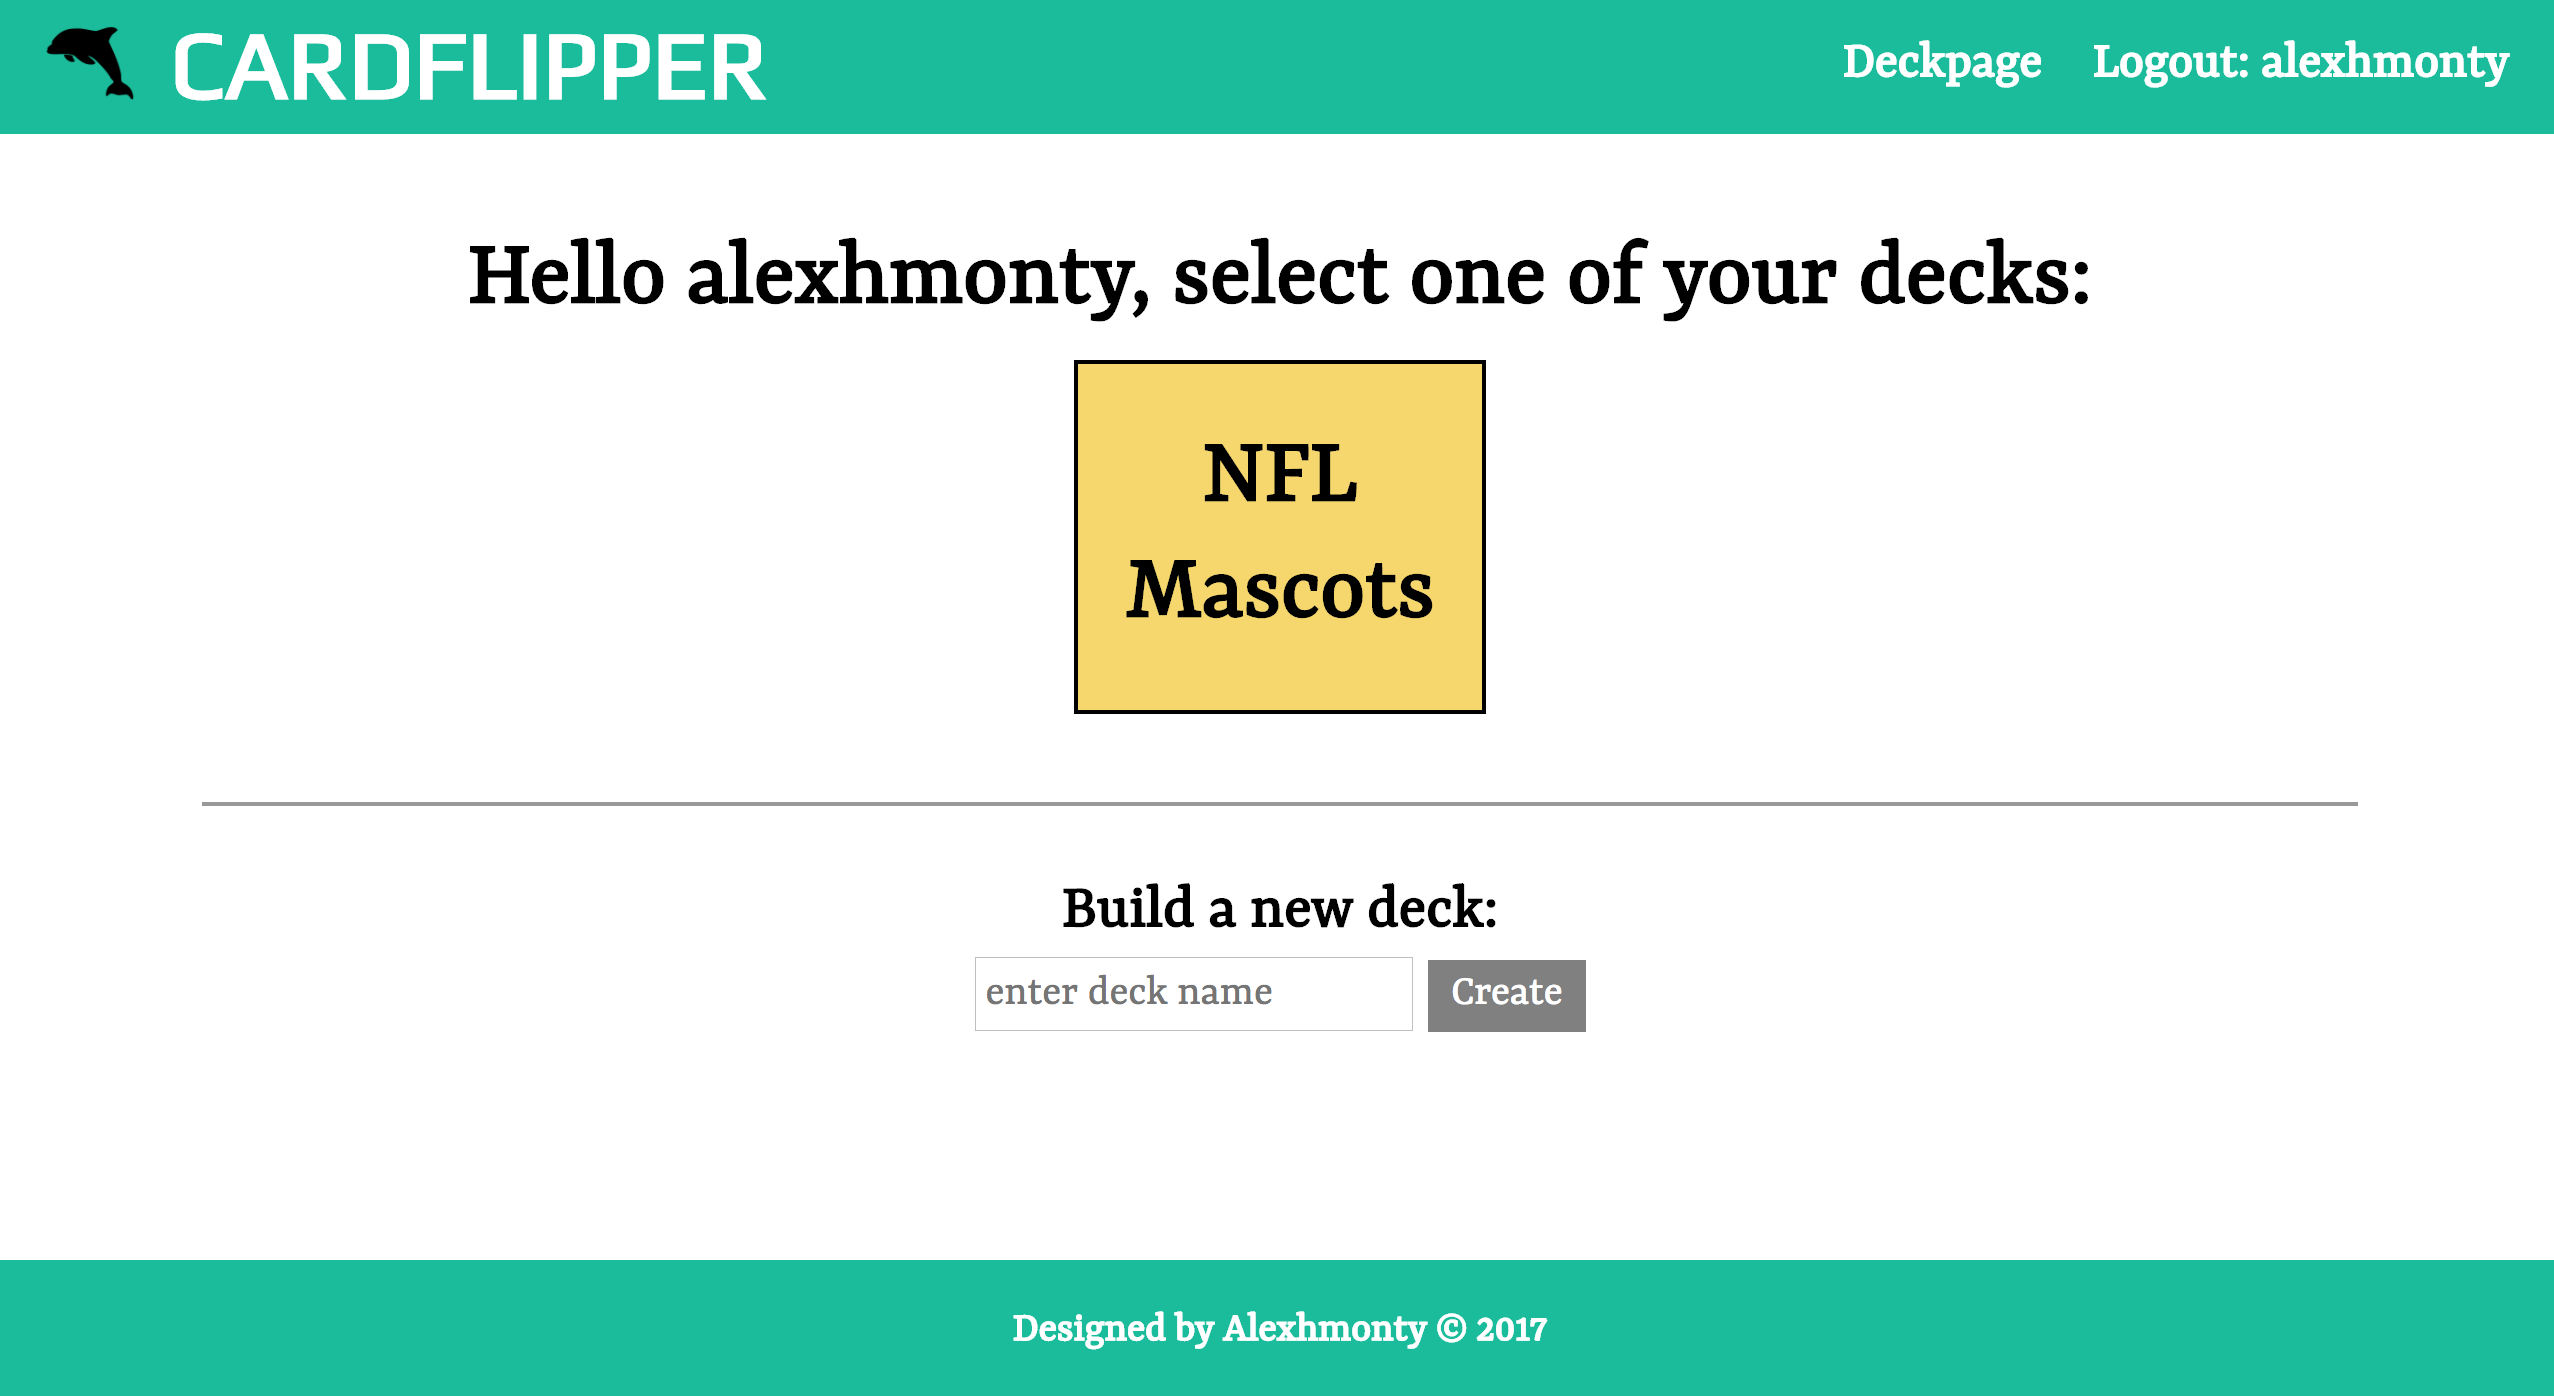 CARDFLIPPER
Deckpage Logout: alexhmonty
Hello alexhmonty, select one of your decks:
NFL
Mascots
Build a new deck:
enter deck name Create
Designed by Alexhmonty © 2017